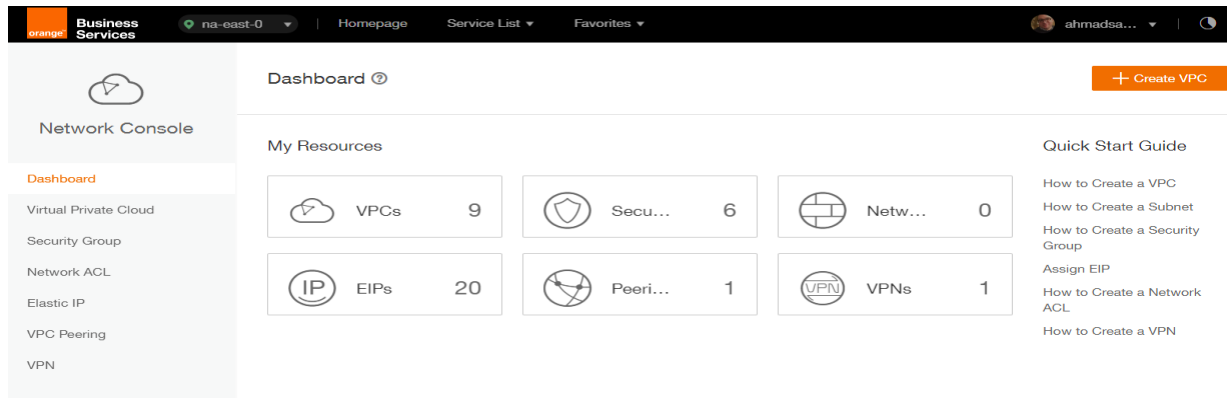 orange
Business
Services
na-east-0
Homepage
Service List
Favorites
ahmadsa...
Network Console
Dashboard
Virtual Private Cloud
Security Group
Network ACL
Elastic IP
VPC Peering
VPN
Dashboard
Create VPC
My Resources
VPCs 9
Secu... 6
Netw... 0
IP EIPs 20
Peeri... 1
VPN VPNs 1
Quick Start Guide
How to Create a VPC
How to Create a Subnet
How to Create a Security
Group
Assign EIP
How to Create a Network
ACL
How to Create a VPN